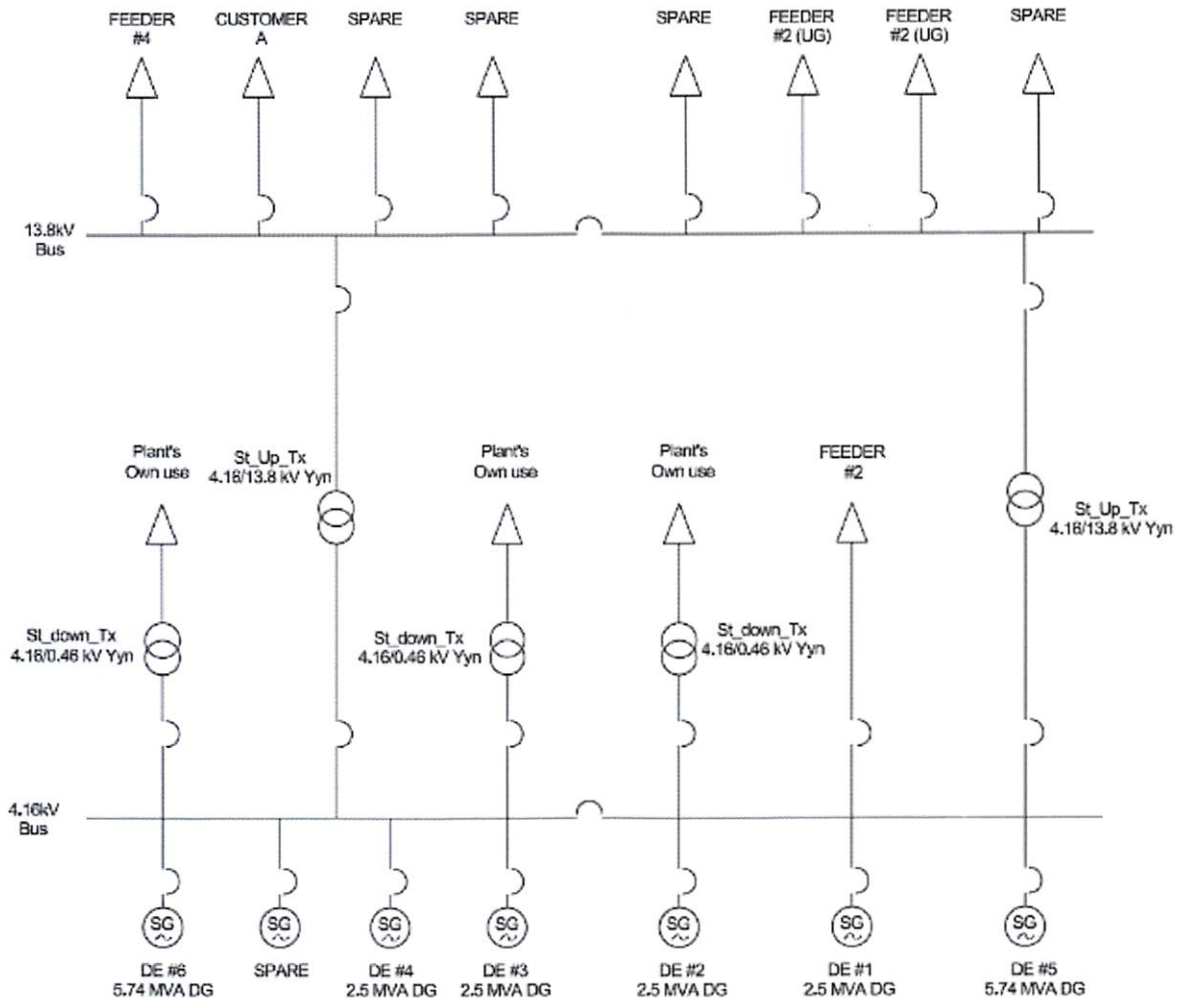 FEEDER
#4
CUSTOMER
A
SPARE
SPARE
SPARE
FEEDER
#2 (UG)
FEEDER
#2 (UG)
SPARE
13.8kV
Bus
Plant's
Own use
St_Up_Tx
4.16/13.8 kV Yyn
Plant's
Own use
Plant's
Own use
FEEDER
#2
St_Up_Tx
4.16/13.8 kV Yyn
St_down_Tx
4.16/0.46 kV Yyn
St_down_Tx
4.16/0.46 kV Yyn
St_down_Tx
4.16/0.46 kV Yyn
4.16kV
Bus
SG
SG
SG
SG
SG
SG
SG
DE #6
5.74 MVA DG
SPARE
DE #4
2.5 MVA DG
DE #3
2.5 MVA DG
DE #2
2.5 MVA DG
DE #1
2.5 MVA DG
DE #5
5.74 MVA DG